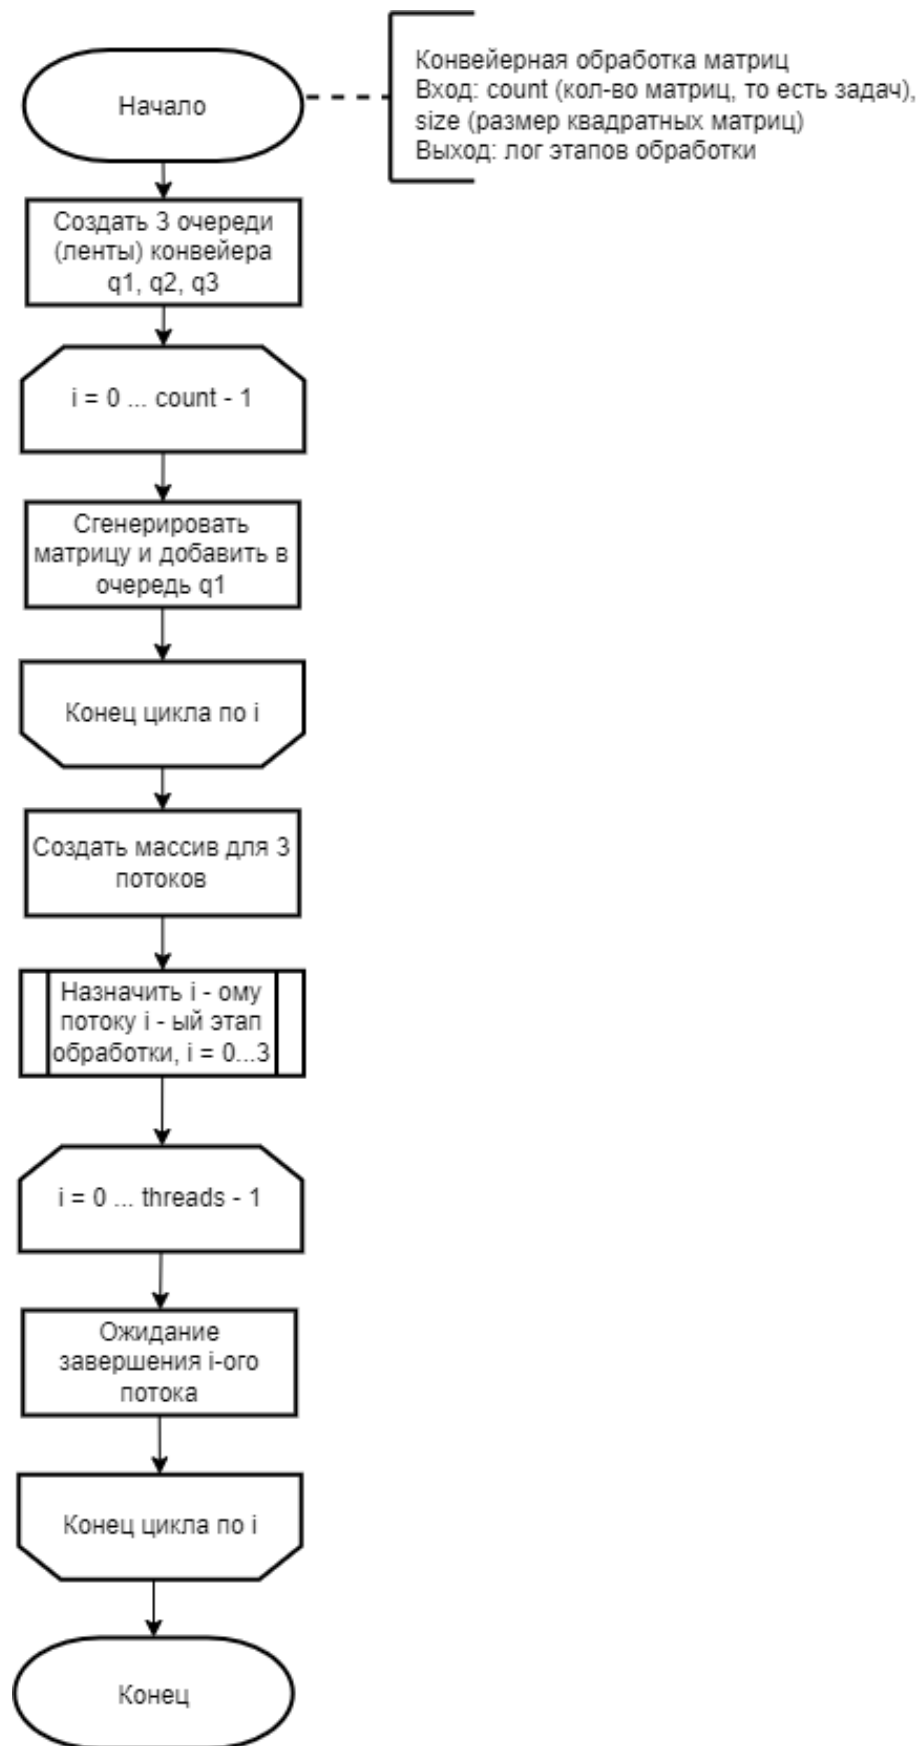 Начало
Конвейерная обработка матриц
Вход: count (кол-во матриц, то есть задач),
size (размер квадратных матриц)
Выход: лог этапов обработки
Создать 3 очереди
(ленты) конвейера
q1, q2, q3
i = 0 ... count - 1
Сгенерировать
матрицу и добавить в
очередь q1
Конец цикла по i
Создать массив для 3
потоков
Назначить i - ому
потоку i - ый этап
обработки, i = 0...3
i = 0 ... threads - 1
Ожидание
завершения i-ого
потока
Конец цикла по i
Конец